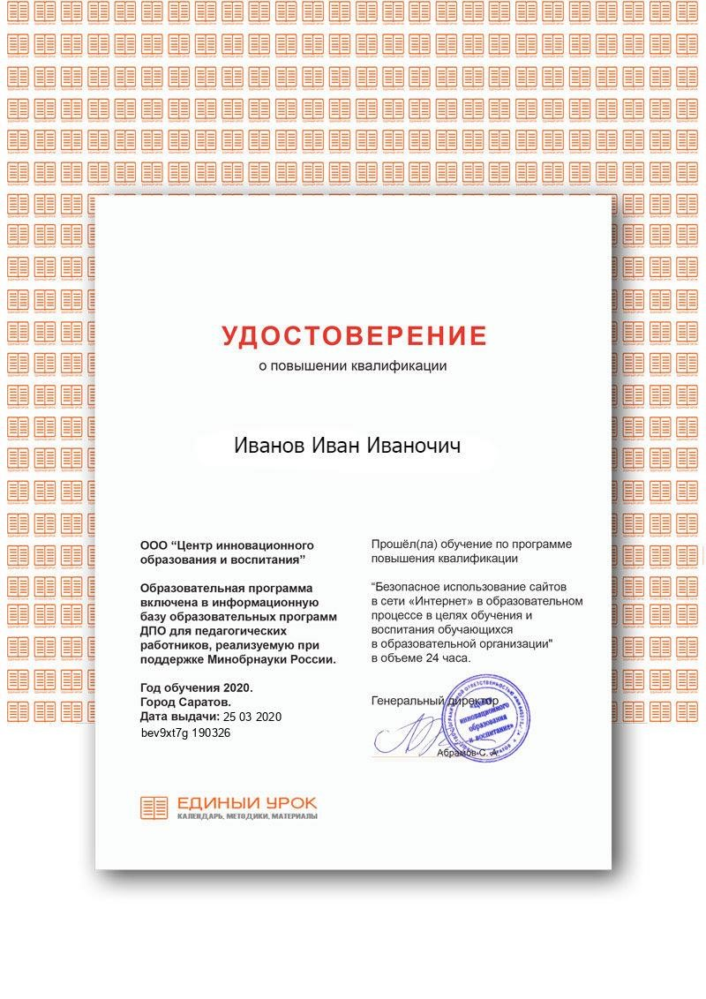 УДОСТОВЕРЕНИЕ
о повышении квалификации
Иванов Иван Иваночич
ООО “Центр инновационного
образования и воспитания”
Образовательная программа
включена в информационную
базу образовательных программ
ДПО для педагогических
работников, реализуемую при
поддержке Минобрнауки России.
Год обучения 2020.
Город Саратов.
Дата выдачи: 25 03 2020
bev9xt7g 190326
Прошёл(ла) обучение по программе
повышения квалификации
“Безопасное использование сайтов
в сети «Интернет» в образовательном
процессе в целях обучения и
воспитания обучающихся
в образовательной организации"
в объеме 24 часа.
Генеральный директор
«Центр
инновационного
образования
и воспитания»
Абрамов С. А
ЕДИНЫЙ УРОК
КАЛЕНДАРЬ, МЕТОДИКИ, МАТЕРИАЛЫ